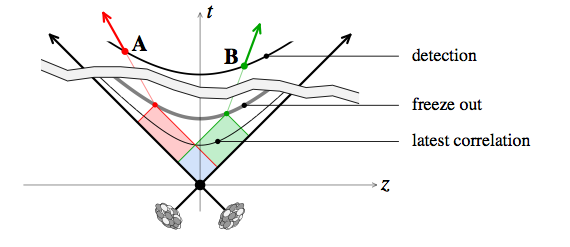 t
A
B
detection
freeze out
latest correlation
z